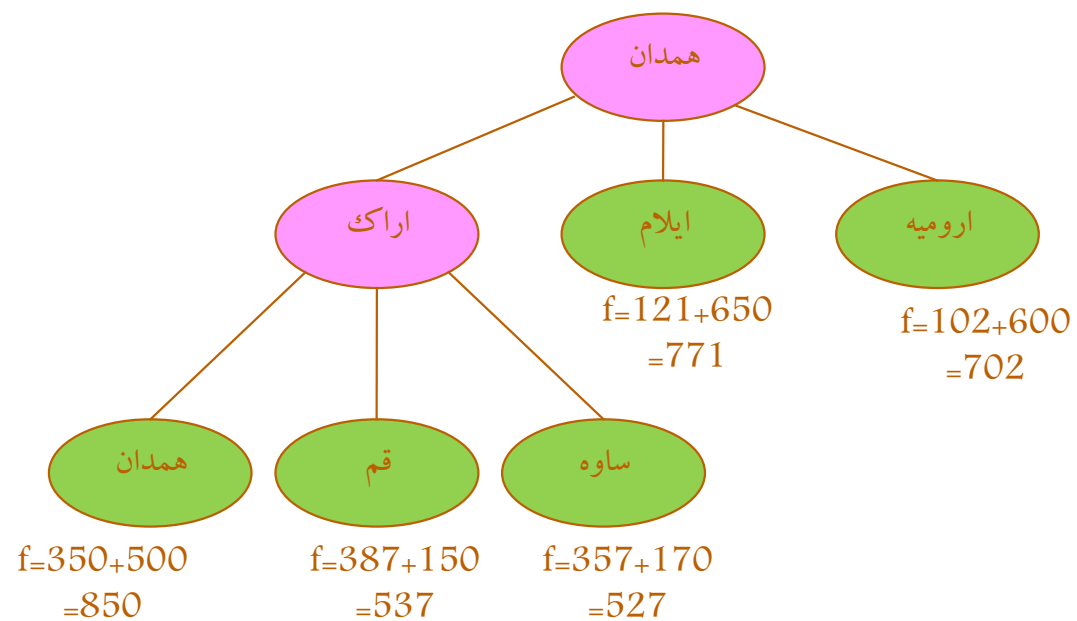 همدان
اراک
ایلام
ارومیه
f=121+650
=771
f=102+600
=702
همدان
قم
ساوه
f=350+500
=850
f=387+150
=537
f=357+170
=527